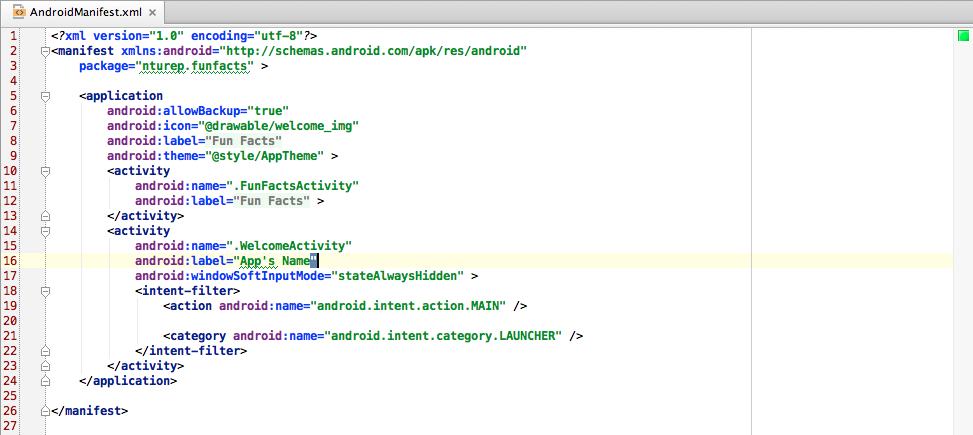 AndroidManifest.xml ×
1 <?xml version="1.0" encoding="utf-8"?>
2 <manifest xmlns:android="http://schemas.android.com/apk/res/android"
3 package="nturep.funfacts" >
4
5 <application
6 android:allowBackup="true"
7 android:icon="@drawable/welcome_img"
8 android:label="Fun Facts"
9 android:theme="@style/AppTheme" >
10 <activity
11 android:name=".FunFactsActivity"
12 android:label="Fun Facts" >
13 </activity>
14 <activity
15 android:name=".WelcomeActivity"
16 android:label="App's Name"
17 android:windowSoftInputMode="stateAlwaysHidden" >
18 <intent-filter>
19 <action android:name="android.intent.action.MAIN" />
20
21 <category android:name="android.intent.category.LAUNCHER" />
22 </intent-filter>
23 </activity>
24 </application>
25
26 </manifest>
27